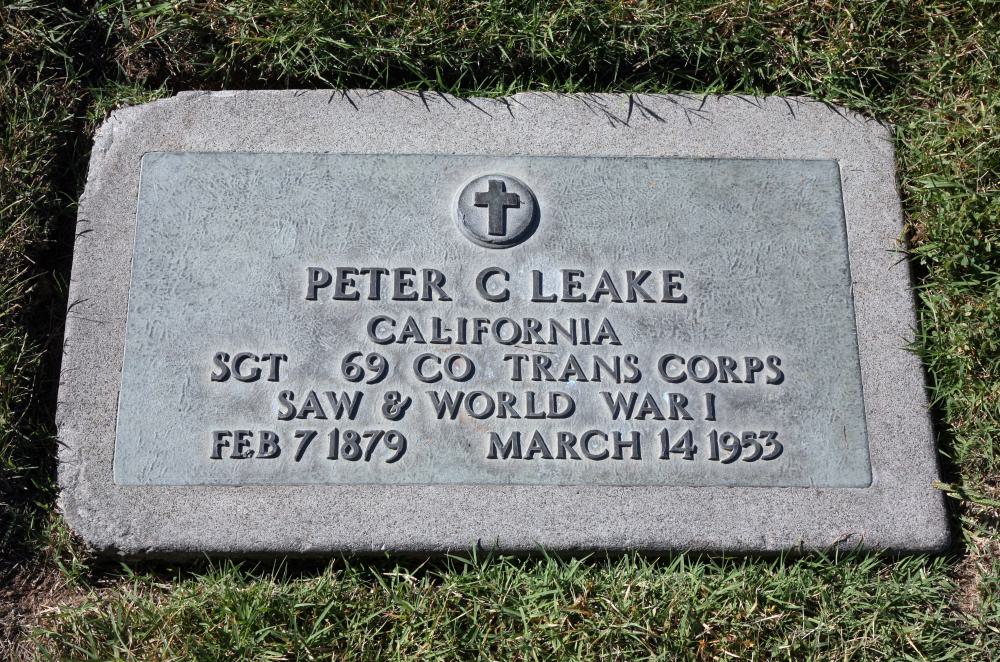 PETER C LEAKE
CALIFORNIA
SGT 69 CO TRANS CORPS
SAW & WORLD WAR I
FEB 7 1879 MARCH 14 1953